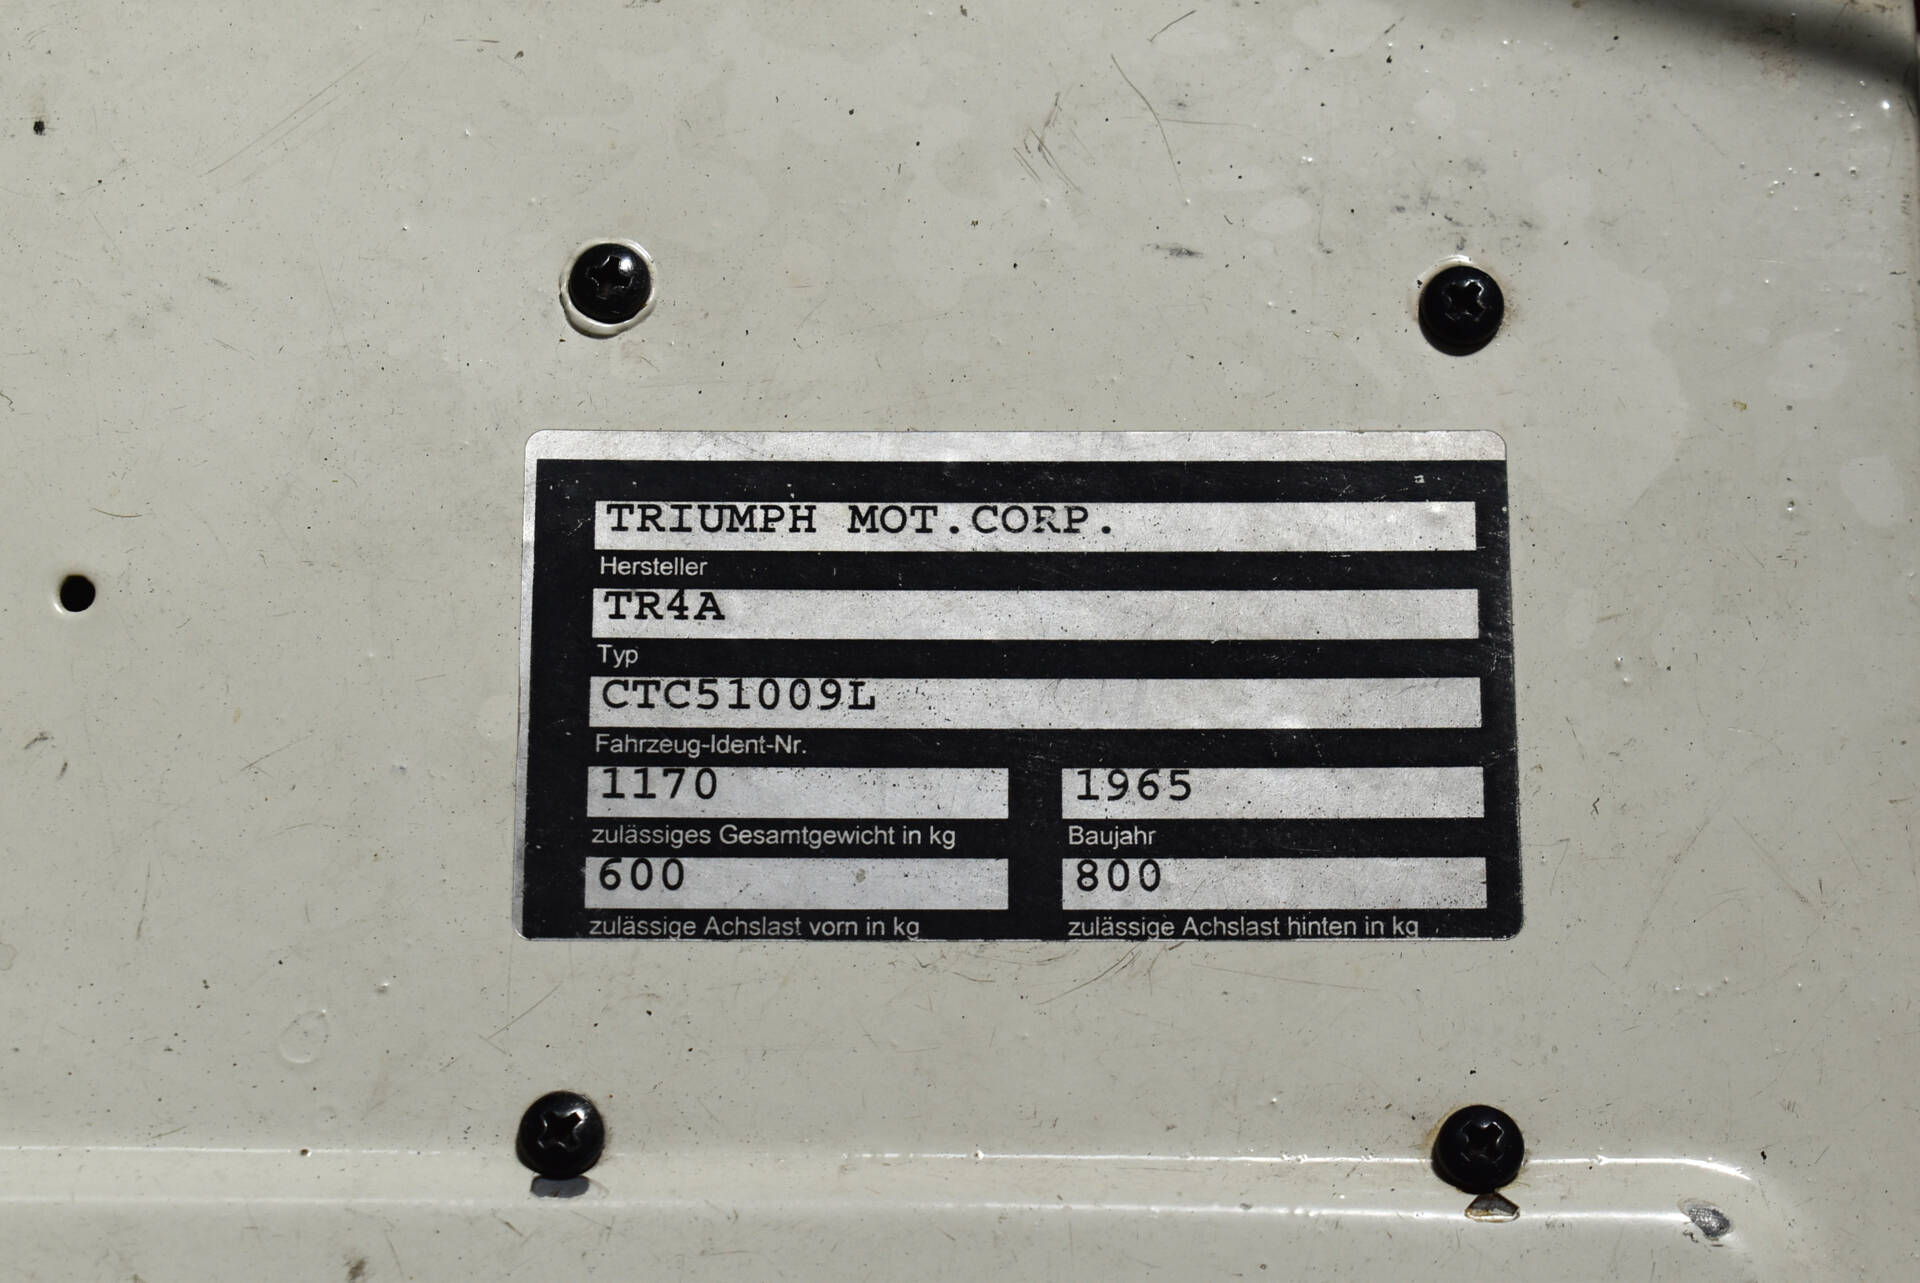 TRIUMPH MOT.CORP.
Hersteller
TR4A
Typ
CTC51009L
Fahrzeug-Ident-Nr.
1170 1965
zulässiges Gesamtgewicht in kg Baujahr
600 800
zulässige Achslast vorn in kg zulässige Achslast hinten in kg